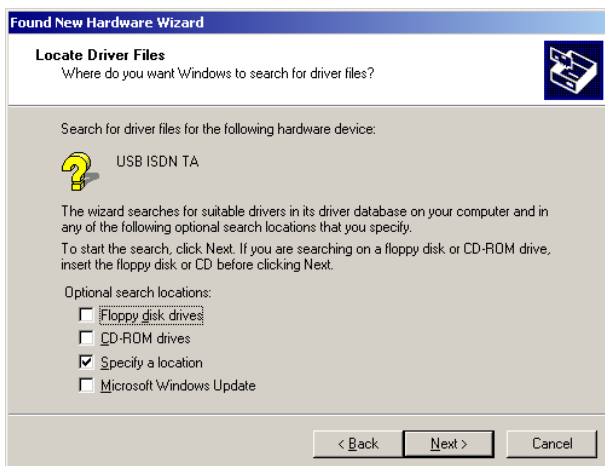 Found New Hardware Wizard
Locate Driver Files
Where do you want Windows to search for driver files?
Search for driver files for the following hardware device:
USB ISDN TA
The wizard searches for suitable drivers in its driver database on your computer and in
any of the following optional search locations that you specify.
To start the search, click Next. If you are searching on a floppy disk or CD-ROM drive,
insert the floppy disk or CD before clicking Next.
Optional search locations:
Floppy disk drives
CD-ROM drives
Specify a location
Microsoft Windows Update
< Back Next > Cancel